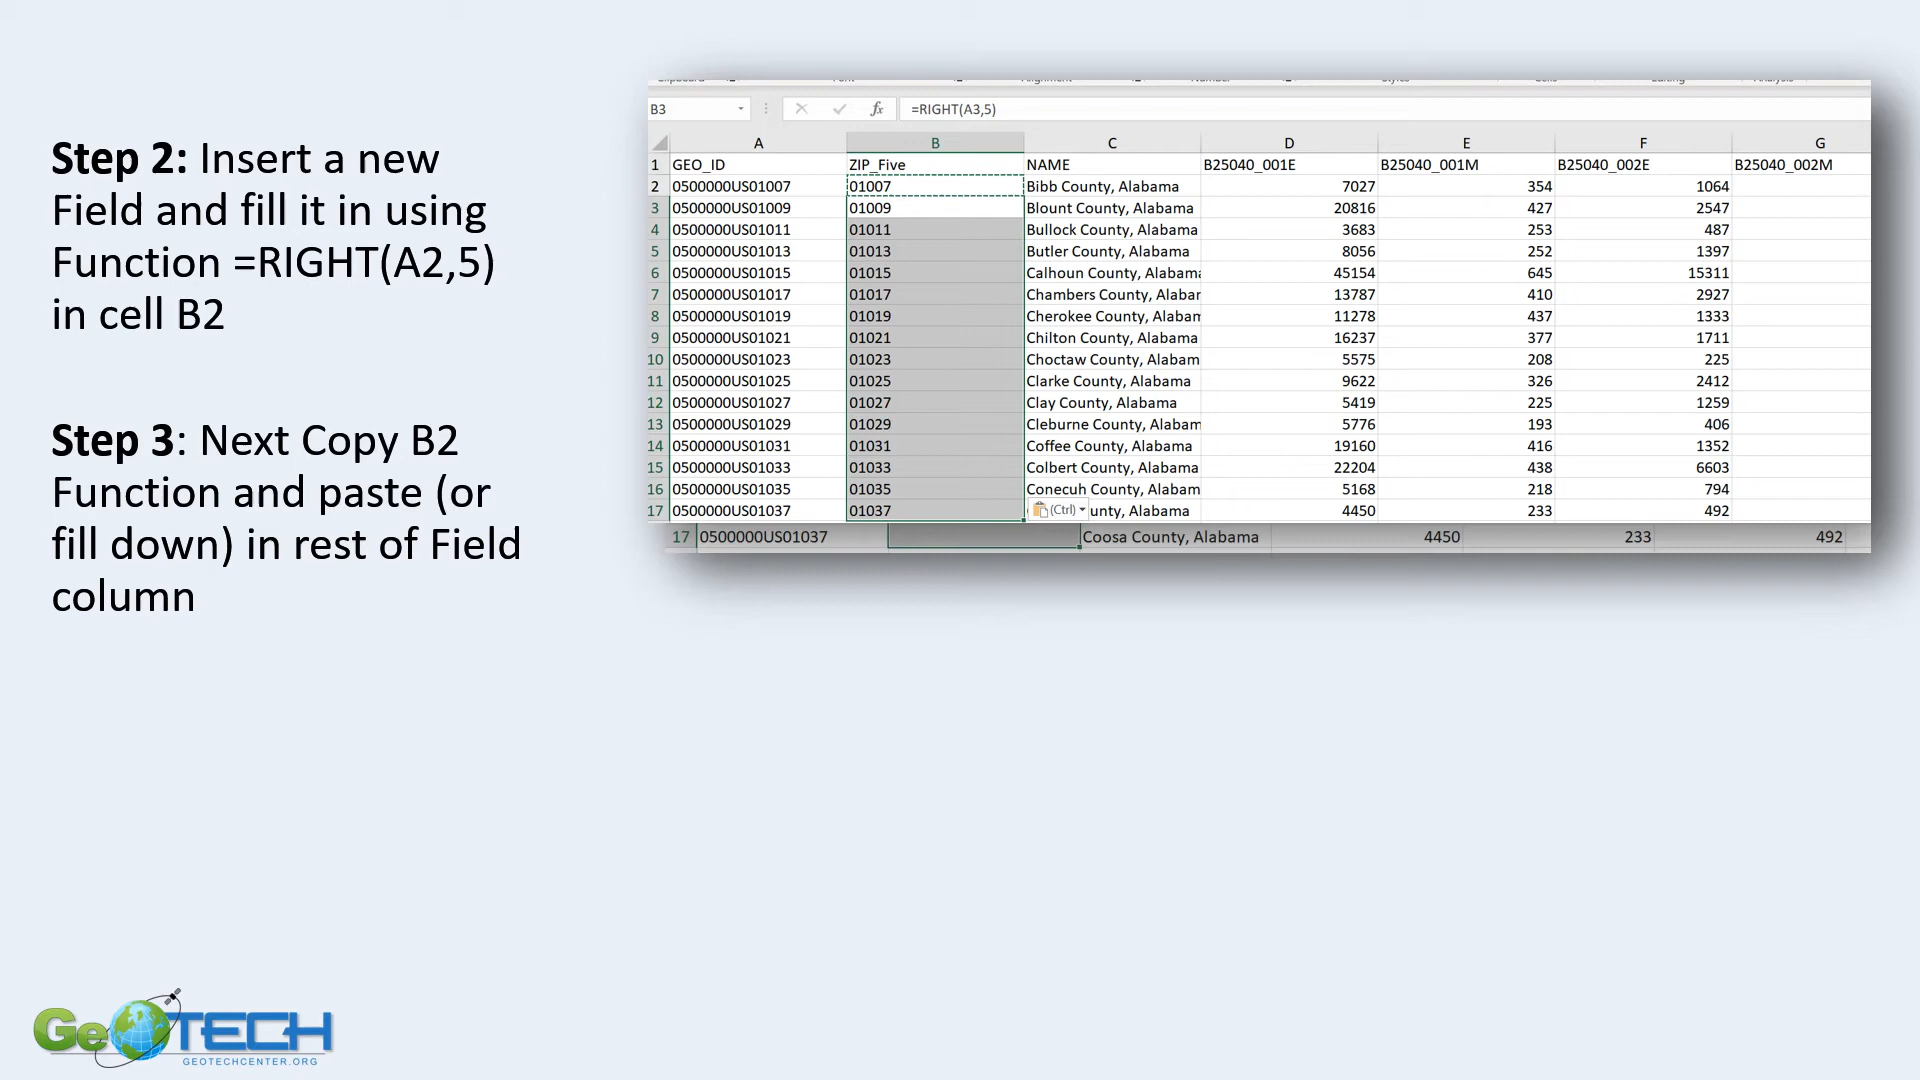 Step 2: Insert a new
Field and fill it in using
Function =RIGHT(A2,5)
in cell B2
Step 3: Next Copy B2
Function and paste (or
fill down) in rest of Field
column
B3 fx =RIGHT(A3,5)
A B C D E F G
1 GEO_ID ZIP_Five NAME B25040_001E B25040_001M B25040_002E B25040_002M
2 0500000US01007 01007 Bibb County, Alabama 7027 354 1064
3 0500000US01009 01009 Blount County, Alabama 20816 427 2547
4 0500000US01011 01011 Bullock County, Alabama 3683 253 487
5 0500000US01013 01013 Butler County, Alabama 8056 252 1397
6 0500000US01015 01015 Calhoun County, Alabama 45154 645 15311
7 0500000US01017 01017 Chambers County, Alabar 13787 410 2927
8 0500000US01019 01019 Cherokee County, Alabam 11278 437 1333
9 0500000US01021 01021 Chilton County, Alabama 16237 377 1711
10 0500000US01023 01023 Choctaw County, Alabam 5575 208 225
11 0500000US01025 01025 Clarke County, Alabama 9622 326 2412
12 0500000US01027 01027 Clay County, Alabama 5419 225 1259
13 0500000US01029 01029 Cleburne County, Alabam 5776 193 406
14 0500000US01031 01031 Coffee County, Alabama 19160 416 1352
15 0500000US01033 01033 Colbert County, Alabama 22204 438 6603
16 0500000US01035 01035 Conecuh County, Alabam 5168 218 794
17 0500000US01037 01037 (Ctrl) unty, Alabama 4450 233 492
17 0500000US01037 Coosa County, Alabama 4450 233 492
GeoTECH
GEOTECHCENTER.ORG